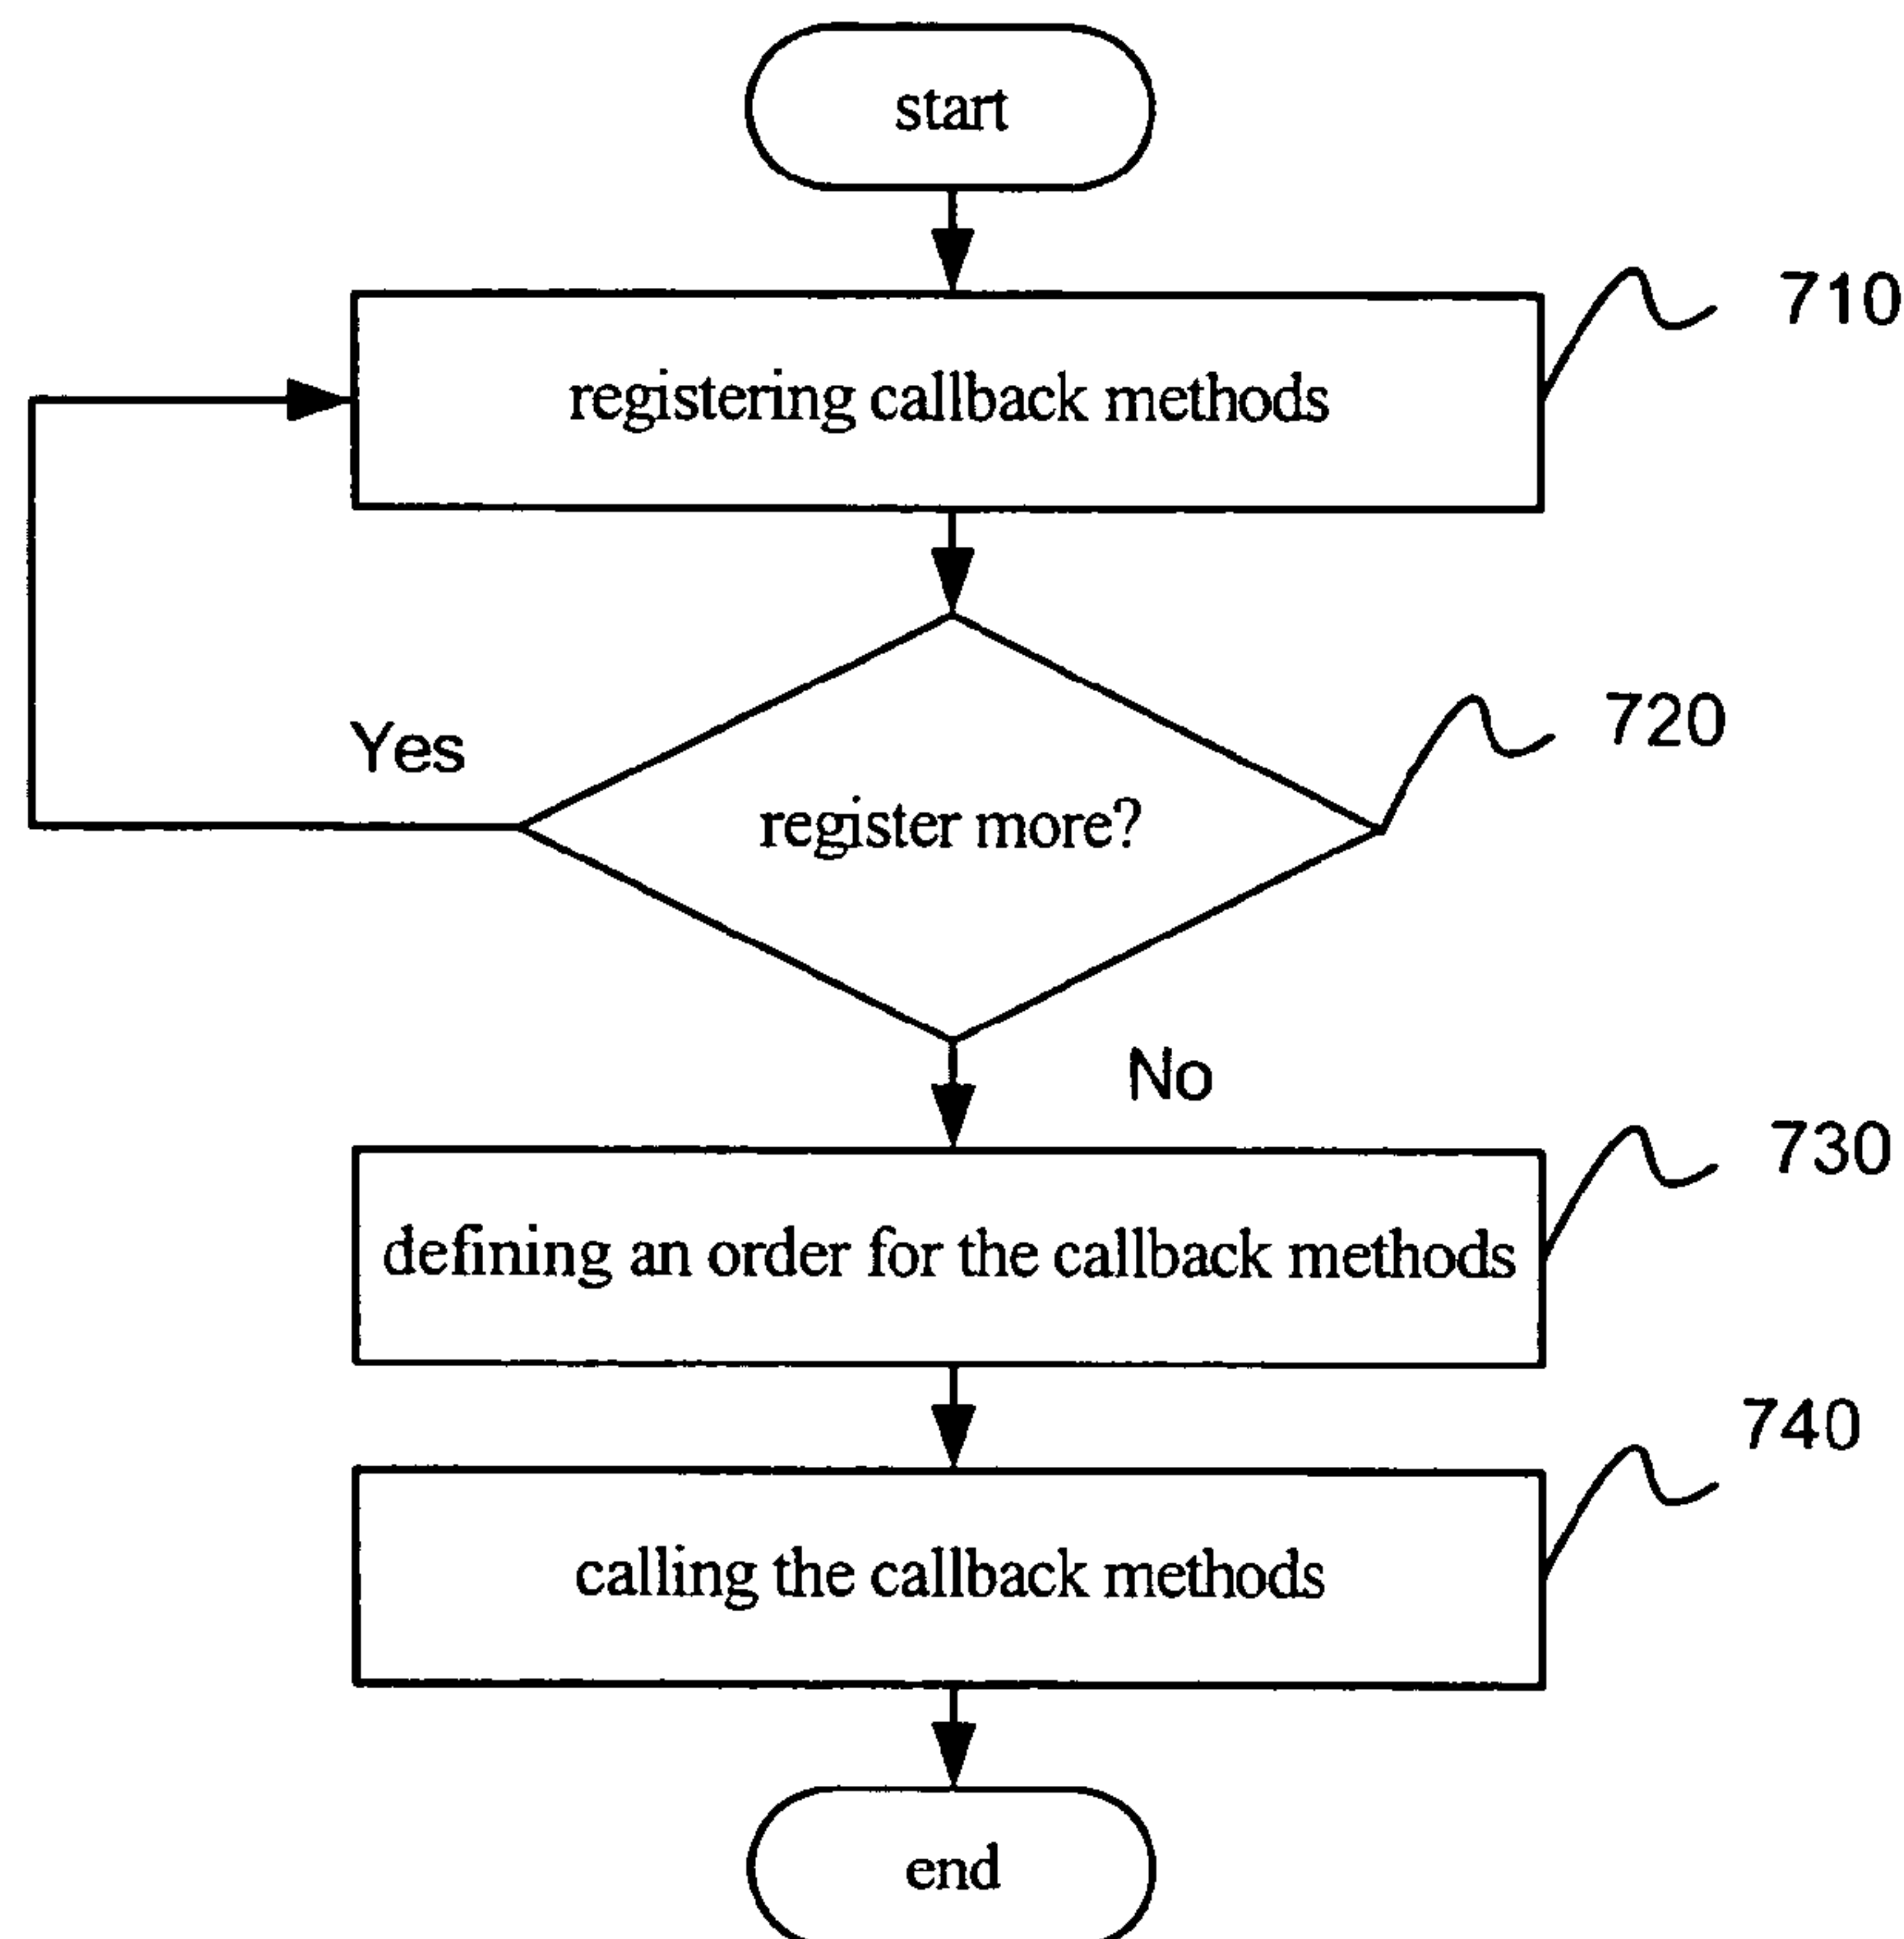 start
710
registering callback methods
720
Yes
register more?
No
730
defining an order for the callback methods
740
calling the callback methods
end